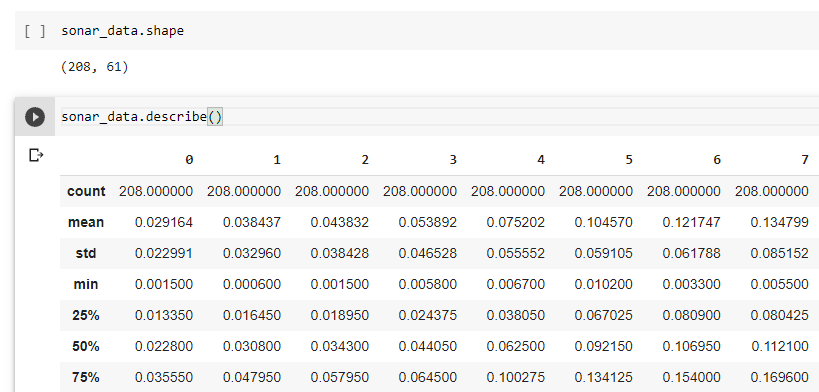 [ ] sonar_data.shape
(208, 61)
sonar_data.describe()
0 1 2 3 4 5 6 7
count 208.000000 208.000000 208.000000 208.000000 208.000000 208.000000 208.000000 208.000000
mean 0.029164 0.038437 0.043832 0.053892 0.075202 0.104570 0.121747 0.134799
std 0.022991 0.032960 0.038428 0.046528 0.055552 0.059105 0.061788 0.085152
min 0.001500 0.000600 0.001500 0.005800 0.006700 0.010200 0.003300 0.005500
25% 0.013350 0.016450 0.018950 0.024375 0.038050 0.067025 0.080900 0.080425
50% 0.022800 0.030800 0.034300 0.044050 0.062500 0.092150 0.106950 0.112100
75% 0.035550 0.047950 0.057950 0.064500 0.100275 0.134125 0.154000 0.169600